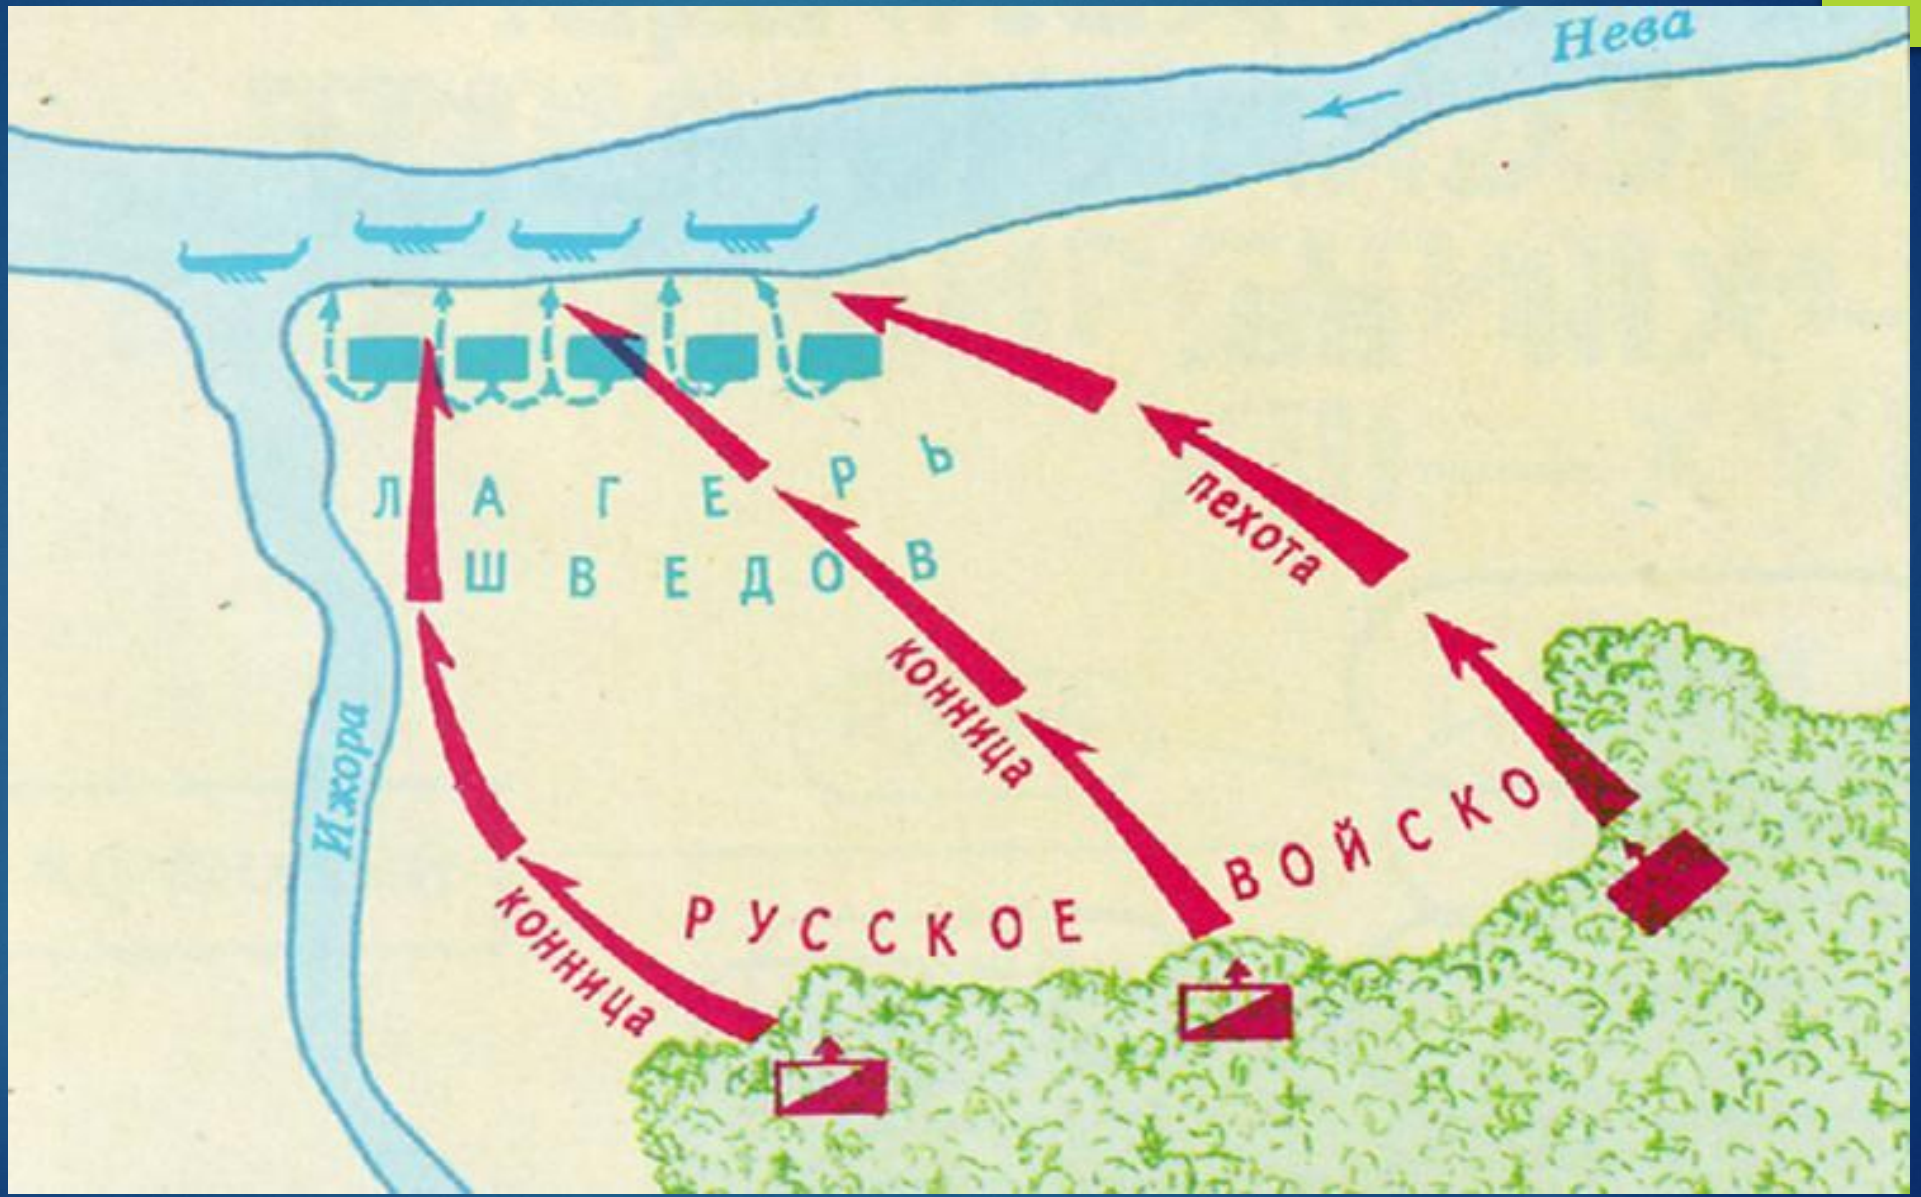 Нева
ЛАГЕРЬ
ШВЕДОВ
пехота
конница
Ижора
ВОЙСКО
РУССКОЕ
конница